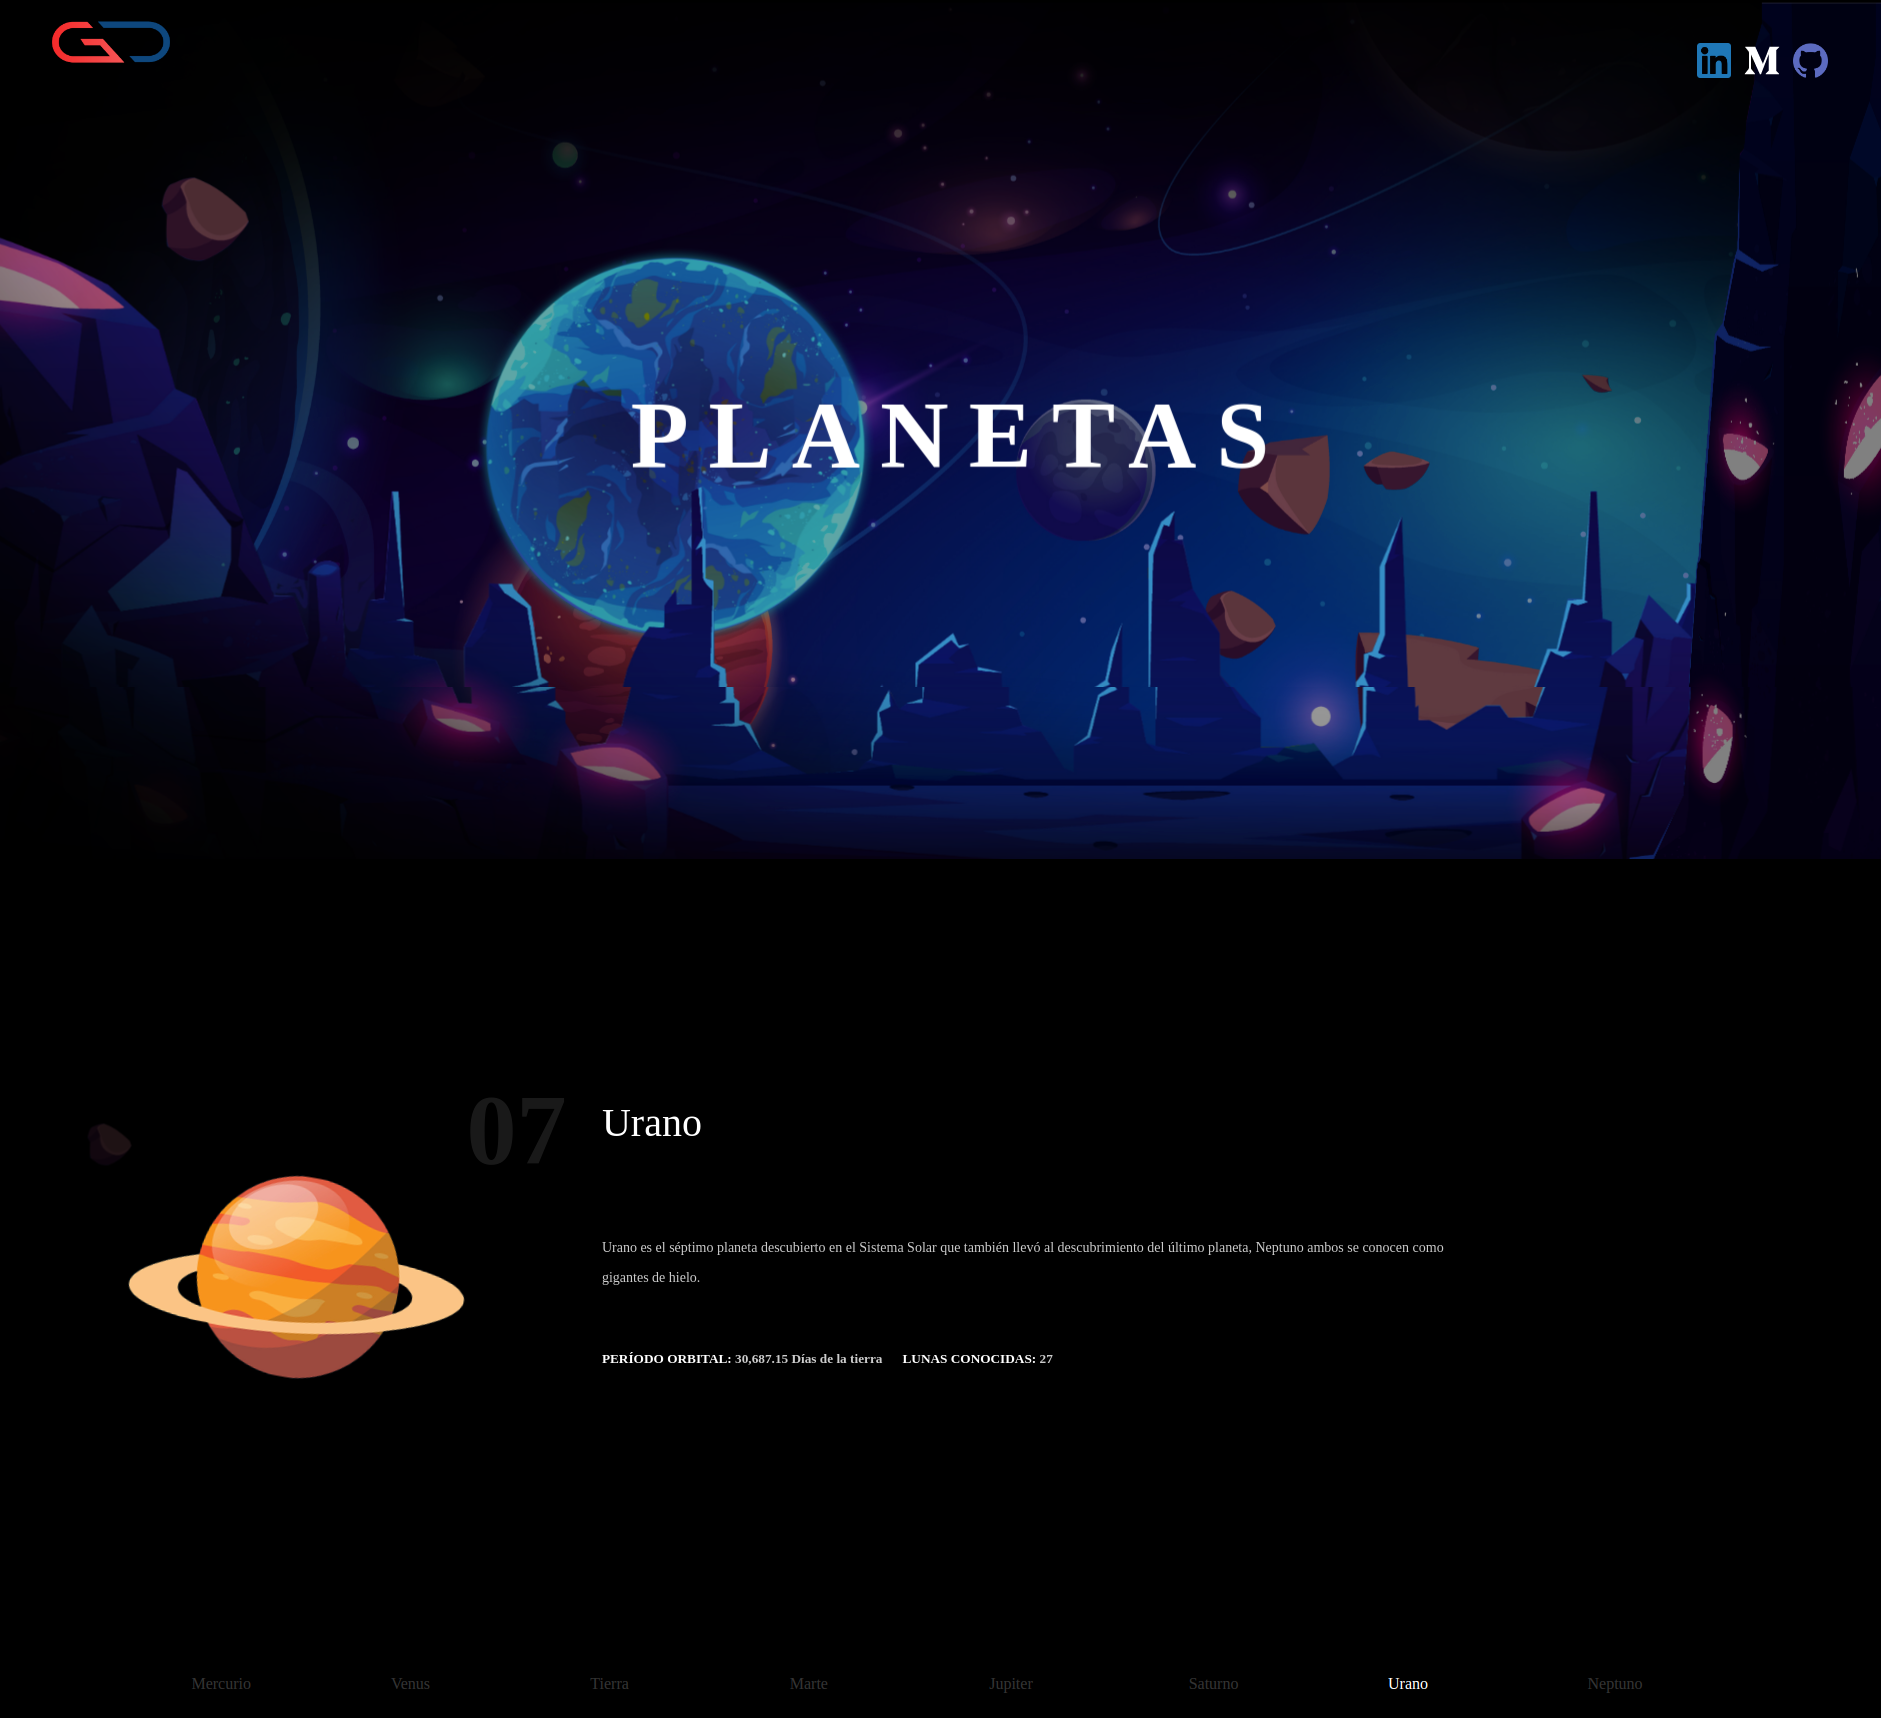 PLANETAS
07
Urano
Urano es el séptimo planeta descubierto en el Sistema Solar que también llevó al descubrimiento del último planeta, Neptuno ambos se conocen como
gigantes de hielo.
PERÍODO ORBITAL: 30,687.15 Días de la tierra LUNAS CONOCIDAS: 27
Mercurio Venus Tierra Marte Jupiter Saturno Urano Neptuno